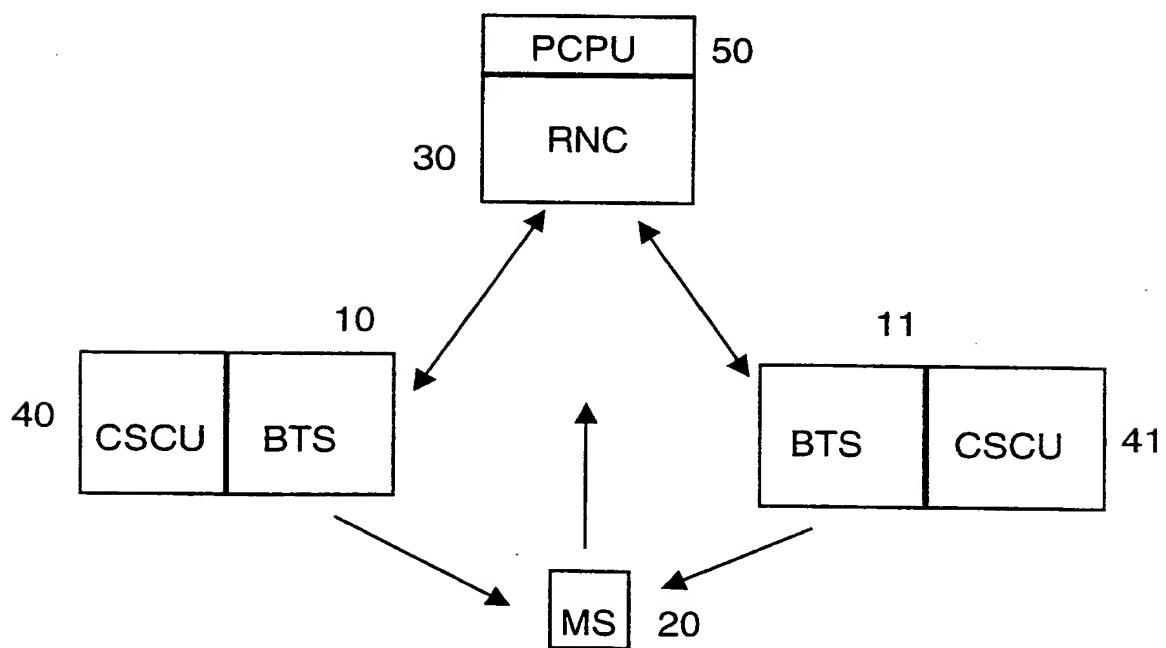 PCPU 50
RNC
30
10 11
40 CSCU BTS
BTS CSCU 41
MS 20